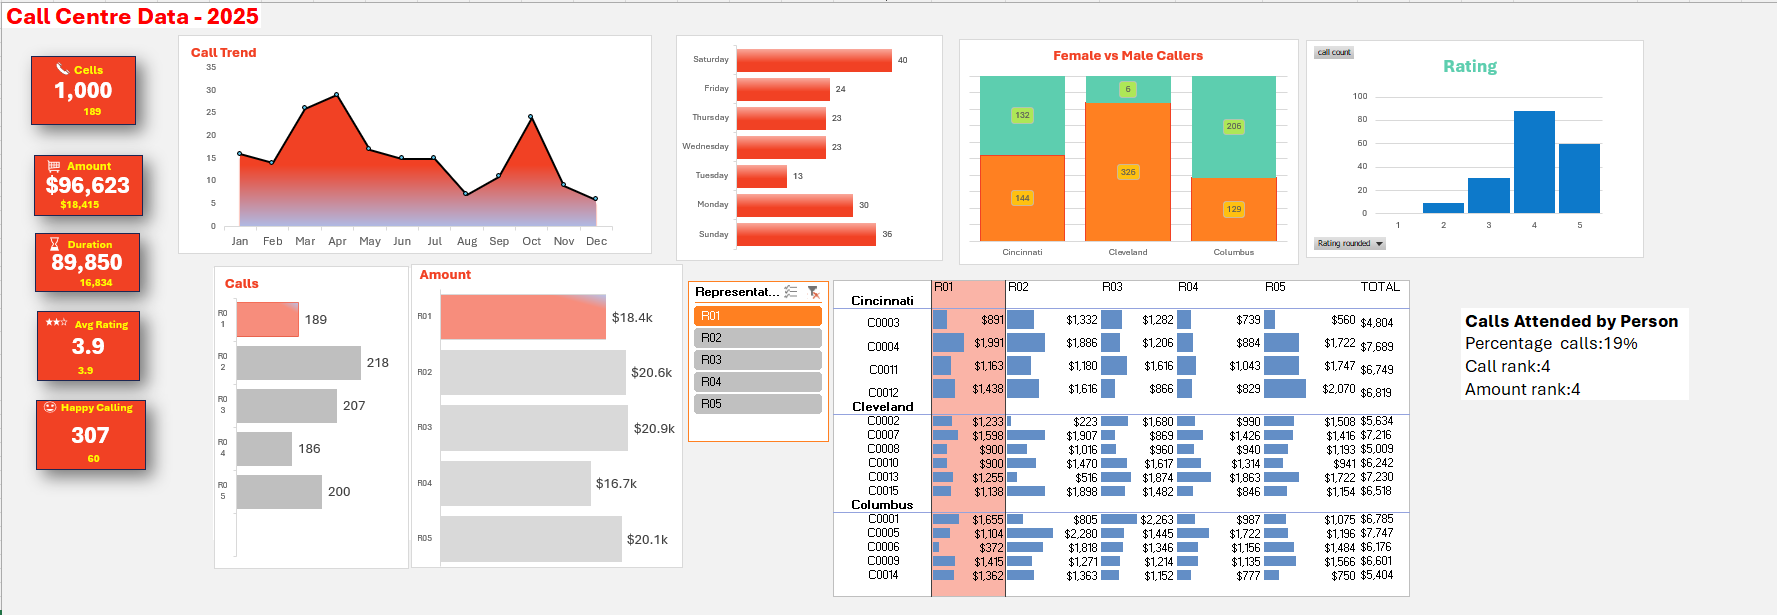 Call Centre Data - 2025
Cells
1,000
189
Amount
$96,623
$18,415
Duration
89,850
16,834
Avg Rating
3.9
3.9
Happy Calling
307
60
Call Trend
35
30
25
20
15
10
5
0
Jan Feb Mar Apr May Jun Jul Aug Sep Oct Nov Dec
Saturday 40
Friday 24
Thursday 23
Wednesday 23
Tuesday 13
Monday 30
Sunday 36
Female vs Male Callers
132 6 206
144 326 129
Cincinnati Cleveland Columbus
call count
Rating
100
80
60
40
20
0
1 2 3 4 5
Rating rounded
Calls
R01 189
R02 218
R03 207
R04 186
R05 200
Amount
R01 $18.4k
R02 $20.6k
R03 $20.9k
R04 $16.7k
R05 $20.1k
Representat...
R01
R02
R03
R04
R05
R01 R02 R03 R04 R05 TOTAL
Cincinnati
C0003 $891 $1,332 $1,282 $739 $560 $4,804
C0004 $1,991 $1,886 $1,206 $884 $1,722 $7,689
C0011 $1,163 $1,180 $1,616 $1,043 $1,747 $6,749
C0012 $1,438 $1,616 $866 $829 $2,070 $6,819
Cleveland
C0002 $1,233 $223 $1,680 $990 $1,508 $5,634
C0007 $1,598 $1,907 $869 $1,426 $1,416 $7,216
C0008 $900 $1,016 $960 $940 $1,193 $5,009
C0010 $900 $1,470 $1,617 $1,314 $941 $6,242
C0013 $1,255 $516 $1,874 $1,863 $1,722 $7,230
C0015 $1,138 $1,898 $1,482 $846 $1,154 $6,518
Columbus
C0001 $1,655 $805 $2,263 $987 $1,075 $6,785
C0005 $1,104 $2,280 $1,445 $1,722 $1,196 $7,747
C0006 $372 $1,818 $1,346 $1,156 $1,484 $6,176
C0009 $1,415 $1,271 $1,214 $1,135 $1,566 $6,601
C0014 $1,362 $1,363 $1,152 $777 $750 $5,404
Calls Attended by Person
Percentage calls:19%
Call rank:4
Amount rank:4